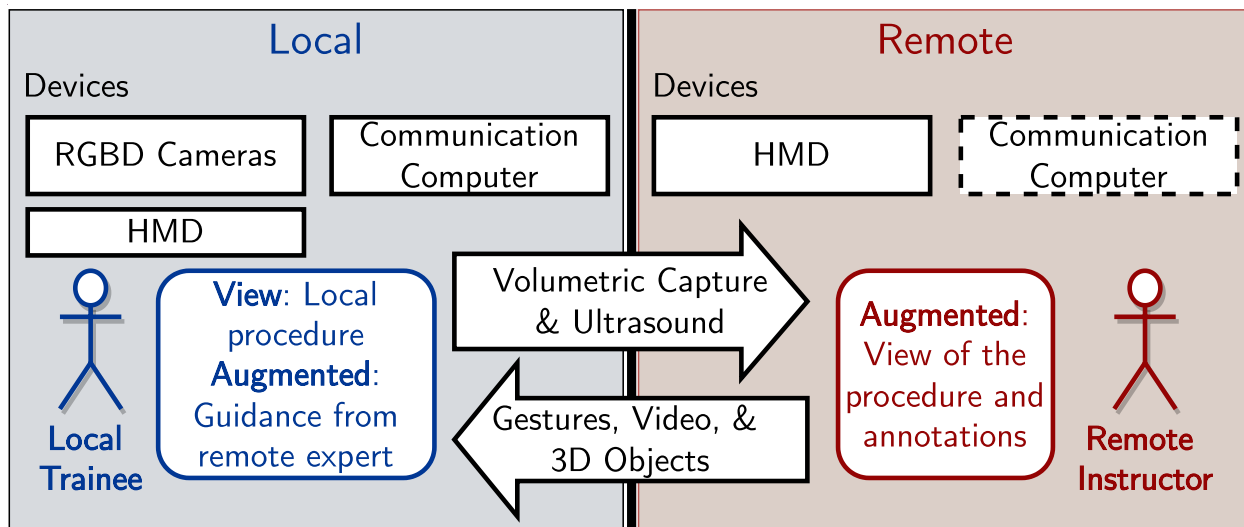 Local
Devices
RGBD Cameras
Communication
Computer
HMD
View: Local
procedure
Augmented:
Guidance from
remote expert
Local
Trainee
Volumetric Capture
& Ultrasound
Gestures, Video, &
3D Objects
Remote
Devices
HMD
Communication
Computer
Augmented:
View of the
procedure and
annotations
Remote
Instructor